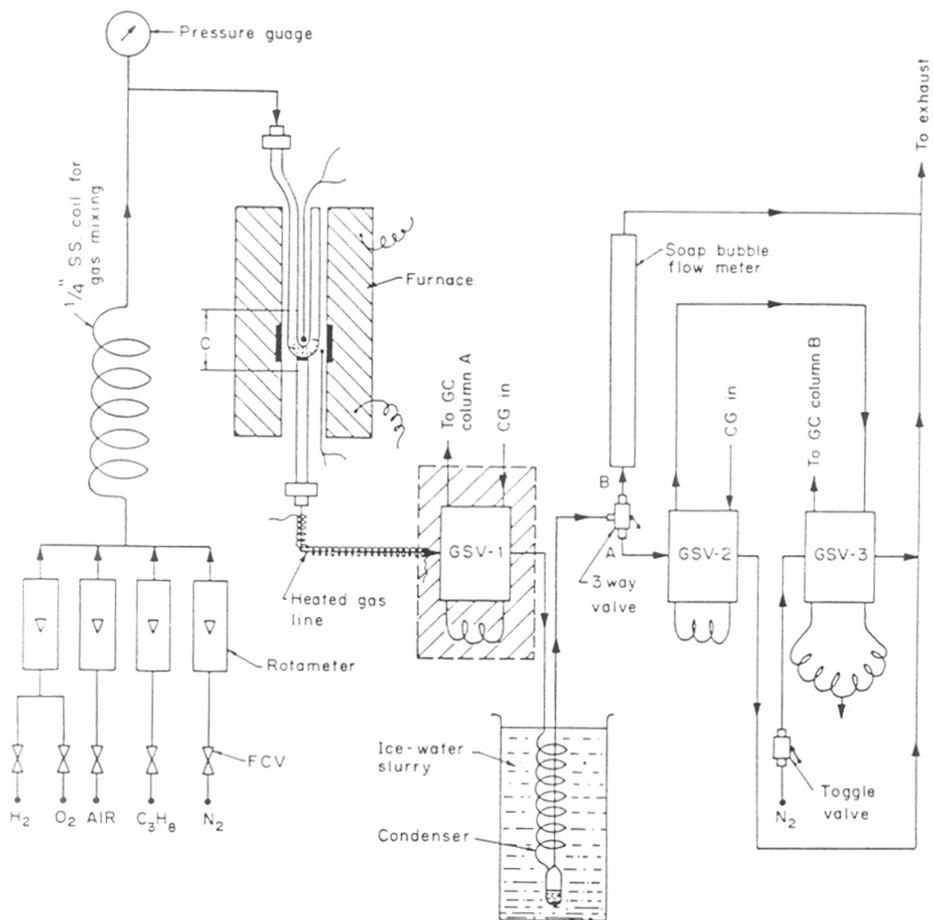 Pressure guage
1/4" S.S. coil for
gas mixing
C
Furnace
To exhaust
Soap bubble
flow meter
To GC
column A
CG in
B
A
3 way
valve
GSV-1
GSV-2
GSV-3
CG in
To GC column B
Heated gas
line
Rotameter
FCV
H₂
O₂
AIR
C₃H₈
N₂
Ice-water
slurry
Condenser
Toggle
valve
N₂